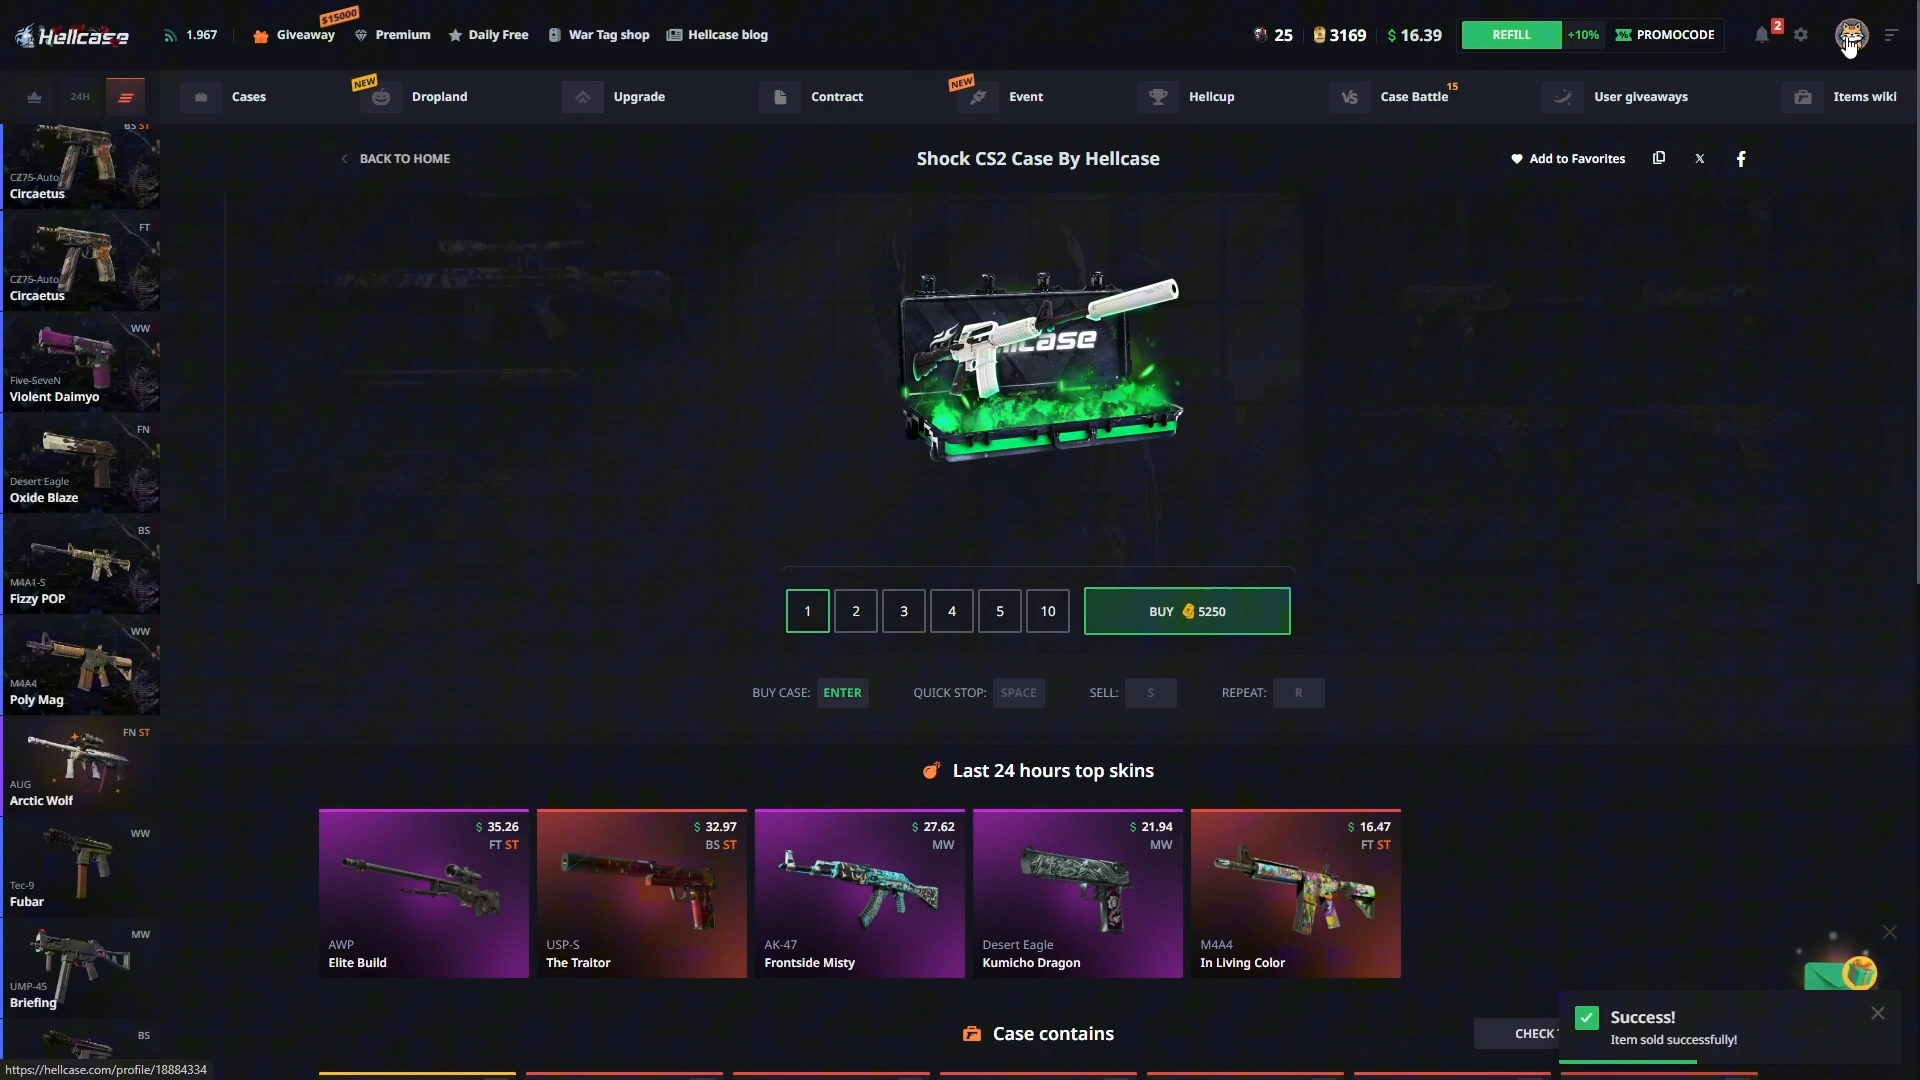 Hellcase
1.967
$15000
Giveaway
Premium
Daily Free
War Tag shop
Hellcase blog
25
3169
$ 16.39
REFILL
+10%
PROMOCODE
2
24H
Cases
NEW
Dropland
Upgrade
Contract
NEW
Event
Hellcup
VS
Case Battle
15
User giveaways
Items wiki
BS ST
CZ75-Auto
Circaetus
FT
CZ75-Auto
Circaetus
WW
Five-SeveN
Violent Daimyo
FN
Desert Eagle
Oxide Blaze
BS
M4A1-S
Fizzy POP
WW
M4A4
Poly Mag
FN ST
AUG
Arctic Wolf
WW
Tec-9
Fubar
MW
UMP-45
Briefing
BS
BACK TO HOME
Shock CS2 Case By Hellcase
Add to Favorites
1
2
3
4
5
10
BUY 5250
BUY CASE: ENTER
QUICK STOP: SPACE
SELL: S
REPEAT: R
Last 24 hours top skins
$ 35.26
FT ST
AWP
Elite Build
$ 32.97
BS ST
USP-S
The Traitor
$ 27.62
MW
AK-47
Frontside Misty
$ 21.94
MW
Desert Eagle
Kumicho Dragon
$ 16.47
FT ST
M4A4
In Living Color
Case contains
CHECK
Success!
Item sold successfully!
https://hellcase.com/profile/18884334